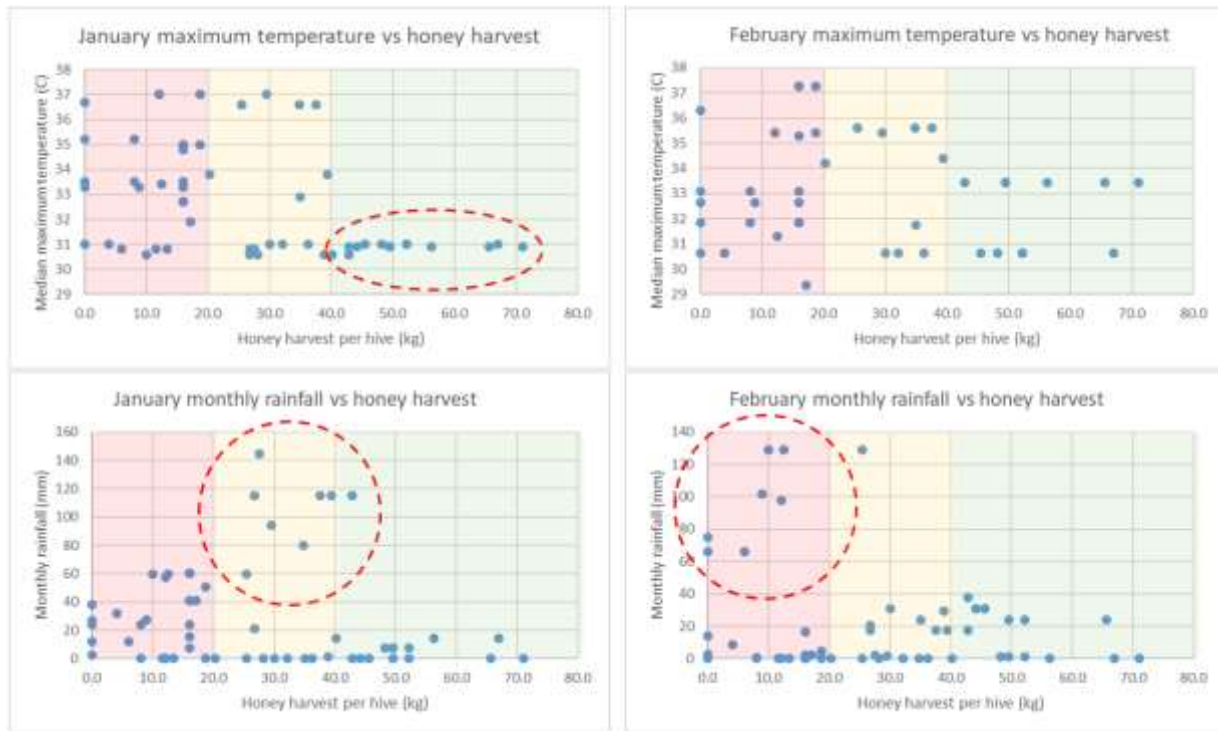 January maximum temperature vs honey harvest
Median maximum temperature (C)
38
37
36
35
34
33
32
31
30
29
0.0 10.0 20.0 30.0 40.0 50.0 60.0 70.0 80.0
Honey harvest per hive (kg)
February maximum temperature vs honey harvest
Median maximum temperature (C)
38
37
36
35
34
33
32
31
30
29
0.0 10.0 20.0 30.0 40.0 50.0 60.0 70.0 80.0
Honey harvest per hive (kg)
January monthly rainfall vs honey harvest
Monthly rainfall (mm)
160
140
120
100
80
60
40
20
0
0.0 10.0 20.0 30.0 40.0 50.0 60.0 70.0 80.0
Honey harvest per hive (kg)
February monthly rainfall vs honey harvest
Monthly rainfall (mm)
140
120
100
80
60
40
20
0
0.0 10.0 20.0 30.0 40.0 50.0 60.0 70.0 80.0
Honey harvest per hive (kg)